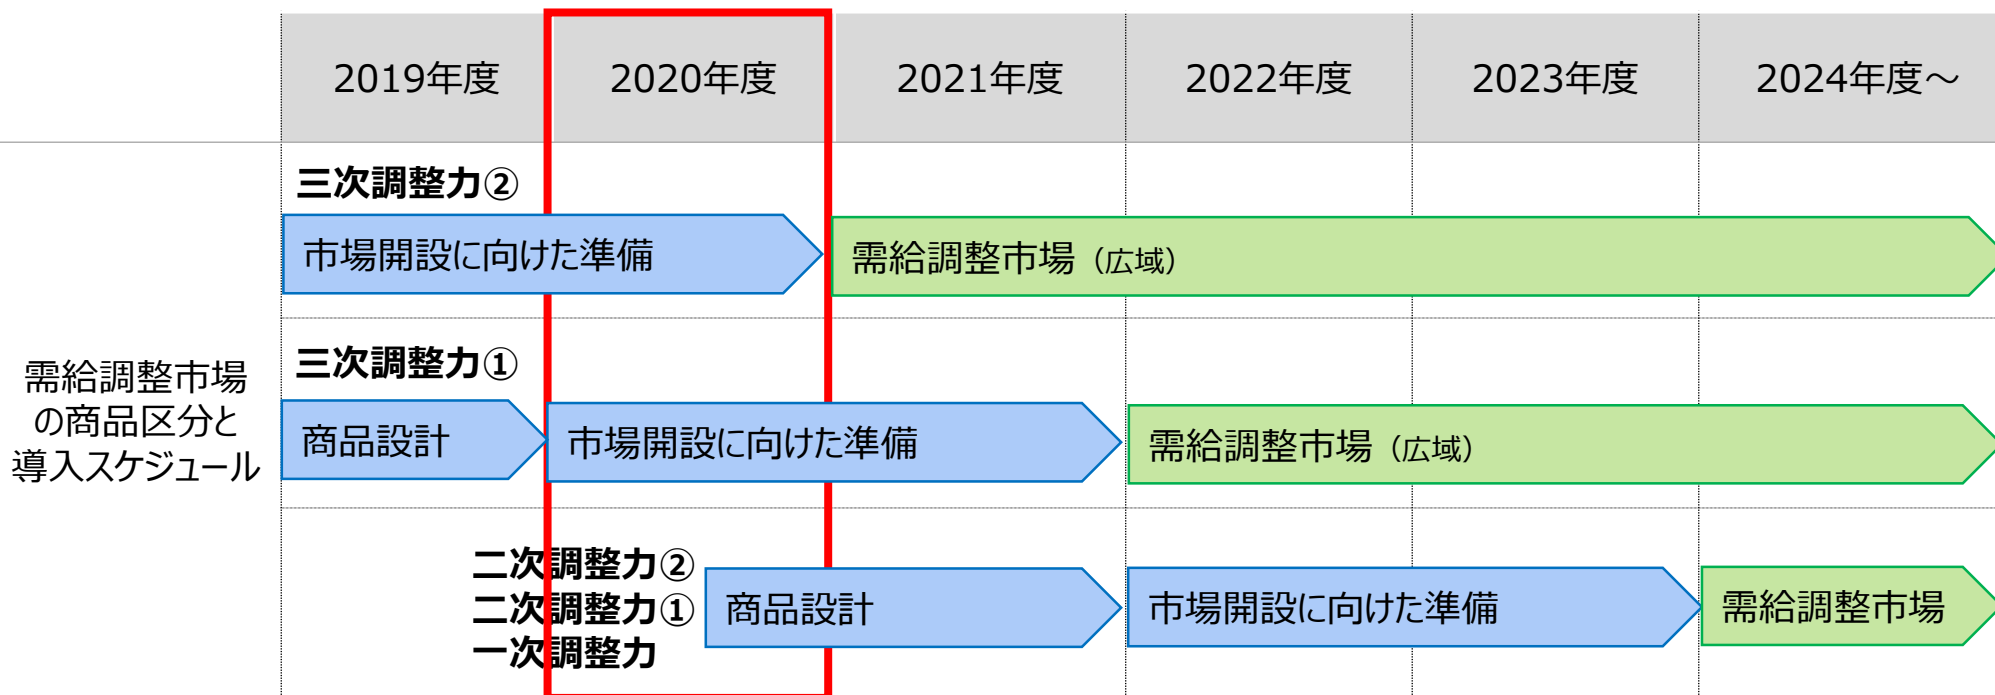 2019年度
2020年度
2021年度
2022年度
2023年度
2024年度～
需給調整市場
の商品区分と
導入スケジュール
三次調整力②
市場開設に向けた準備
需給調整市場（広域）
三次調整力①
商品設計
市場開設に向けた準備
需給調整市場（広域）
二次調整力②
二次調整力①
一次調整力
商品設計
市場開設に向けた準備
需給調整市場